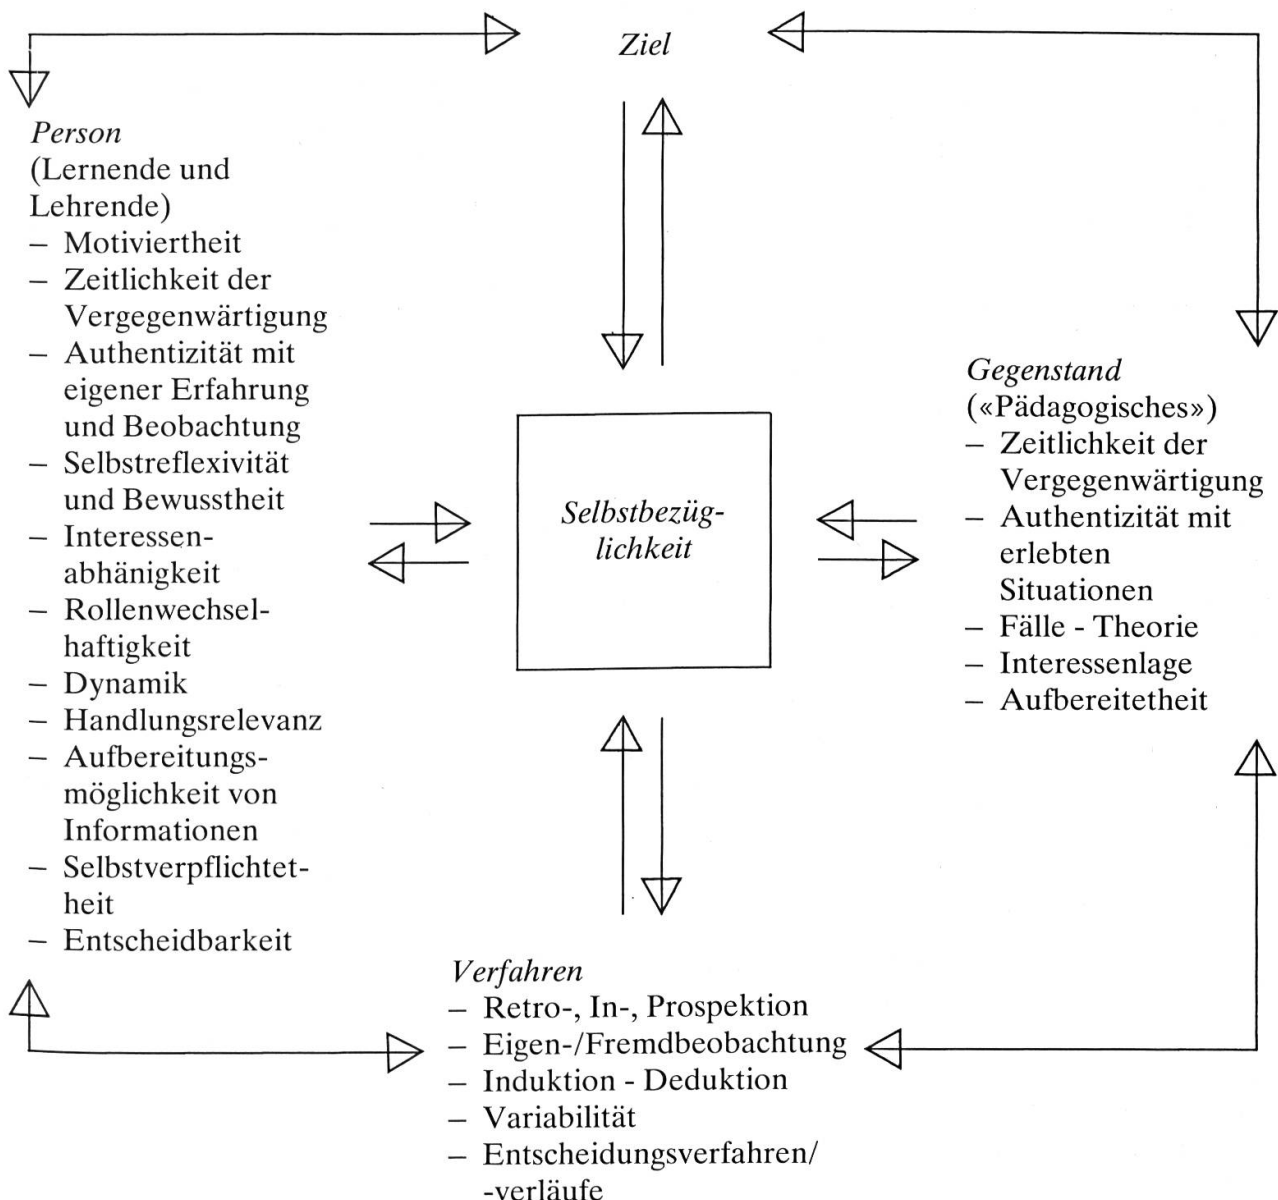 Ziel
Person
(Lernende und
Lehrende)
– Motiviertheit
– Zeitlichkeit der
Vergegenwärtigung
– Authentizität mit
eigener Erfahrung
und Beobachtung
– Selbstreflexivität
und Bewusstheit
– Interessen-
abhänigkeit
– Rollenwechsel-
haftigkeit
– Dynamik
– Handlungsrelevanz
– Aufbereitungs-
möglichkeit von
Informationen
– Selbstverpflichtet-
heit
– Entscheidbarkeit
Selbstbezüg-
lichkeit
Gegenstand
(«Pädagogisches»)
– Zeitlichkeit der
Vergegenwärtigung
– Authentizität mit
erlebten
Situationen
– Fälle - Theorie
– Interessenlage
– Aufbereitetheit
Verfahren
– Retro-, In-, Prospektion
– Eigen-/Fremdbeobachtung
– Induktion - Deduktion
– Variabilität
– Entscheidungsverfahren/
-verläufe